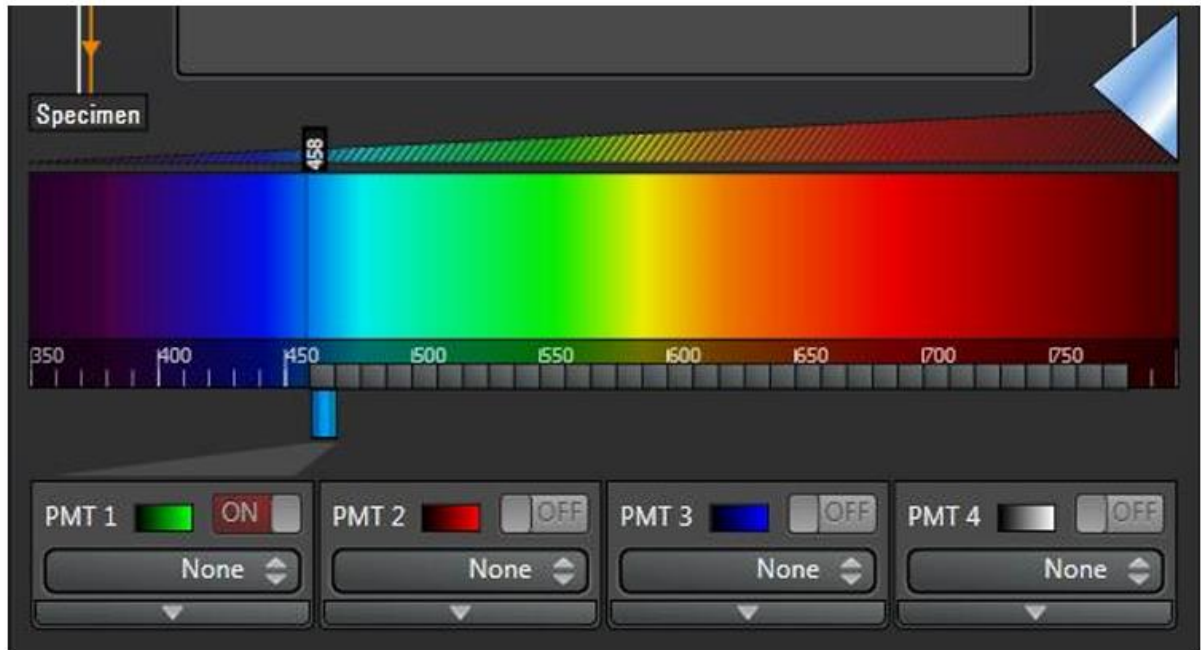 Specimen
458
350 400 450 500 550 600 650 700 750
PMT 1 ON PMT 2 OFF PMT 3 OFF PMT 4 OFF
None None None None